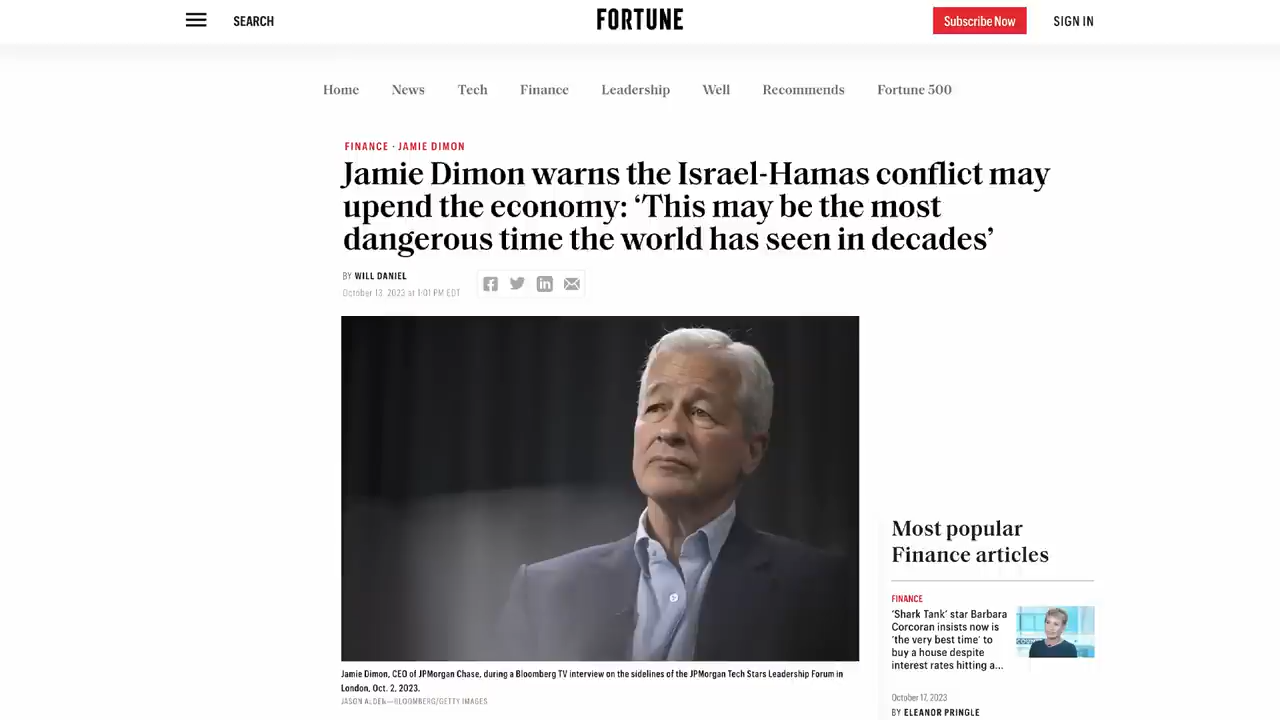 SEARCH
FORTUNE
Subscribe Now
SIGN IN
Home
News
Tech
Finance
Leadership
Well
Recommends
Fortune 500
FINANCE · JAMIE DIMON
Jamie Dimon warns the Israel-Hamas conflict may
upend the economy: ‘This may be the most
dangerous time the world has seen in decades’
BY WILL DANIEL
October 13, 2023 at 1:01 PM EDT
Jamie Dimon, CEO of JPMorgan Chase, during a Bloomberg TV interview on the sidelines of the JPMorgan Tech Stars Leadership Forum in
London, Oct. 2, 2023.
JASON ALDEN—BLOOMBERG/GETTY IMAGES
Most popular
Finance articles
FINANCE
‘Shark Tank’ star Barbara
Corcoran insists now is
‘the very best time’ to
buy a house despite
interest rates hitting a...
October 17, 2023
BY ELEANOR PRINGLE